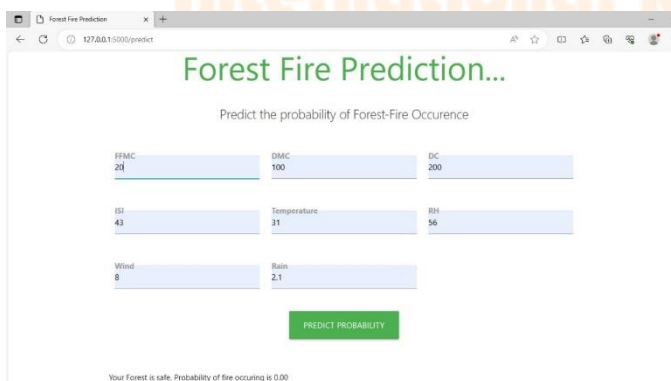 International
Forest Fire Prediction
127.0.0.1:5000/predict
Forest Fire Prediction...
Predict the probability of Forest-Fire Occurence
FFMC DMC DC
20 100 200
ISI Temperature RH
43 31 56
Wind Rain
8 2.1
PREDICT PROBABILITY
Your Forest is safe. Probability of fire occuring is 0.00